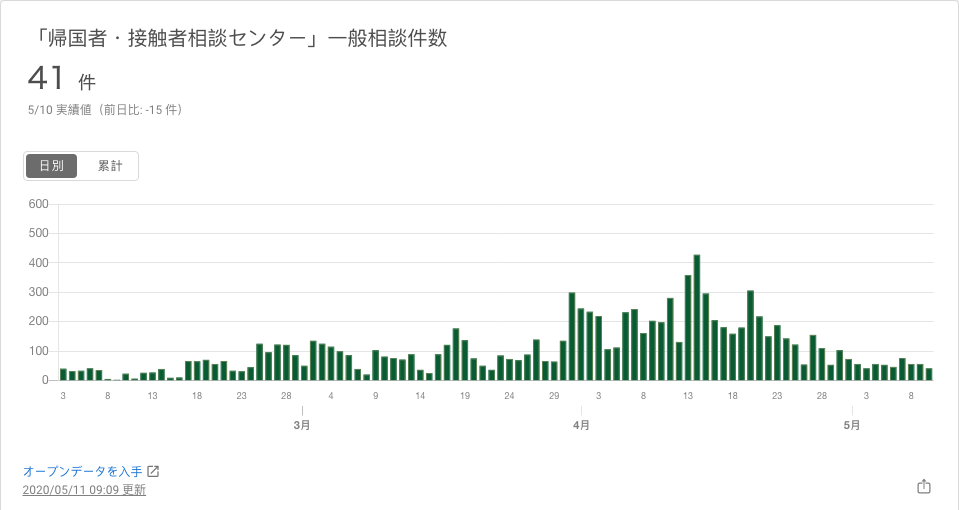 「帰国者・接触者相談センター」一般相談件数
41 件
5/10 実績値（前日比: -15 件）
日別 累計
600
500
400
300
200
100
0
3 8 13 18 23 28 4 9 14 19 24 29 3 8 13 18 23 28 3 8
3月 4月 5月
オープンデータを入手
2020/05/11 09:09 更新